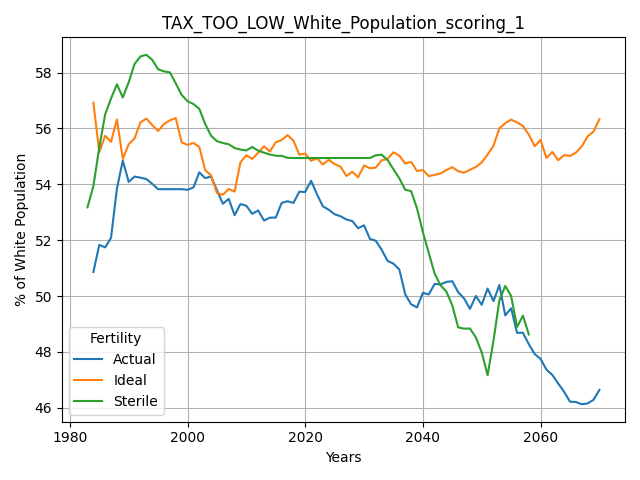 TAX_TOO_LOW_White_Population_scoring_1
% of White Population
58
56
54
52
50
48
46
Fertility
Actual
Ideal
Sterile
1980
2000
2020
2040
2060
Years